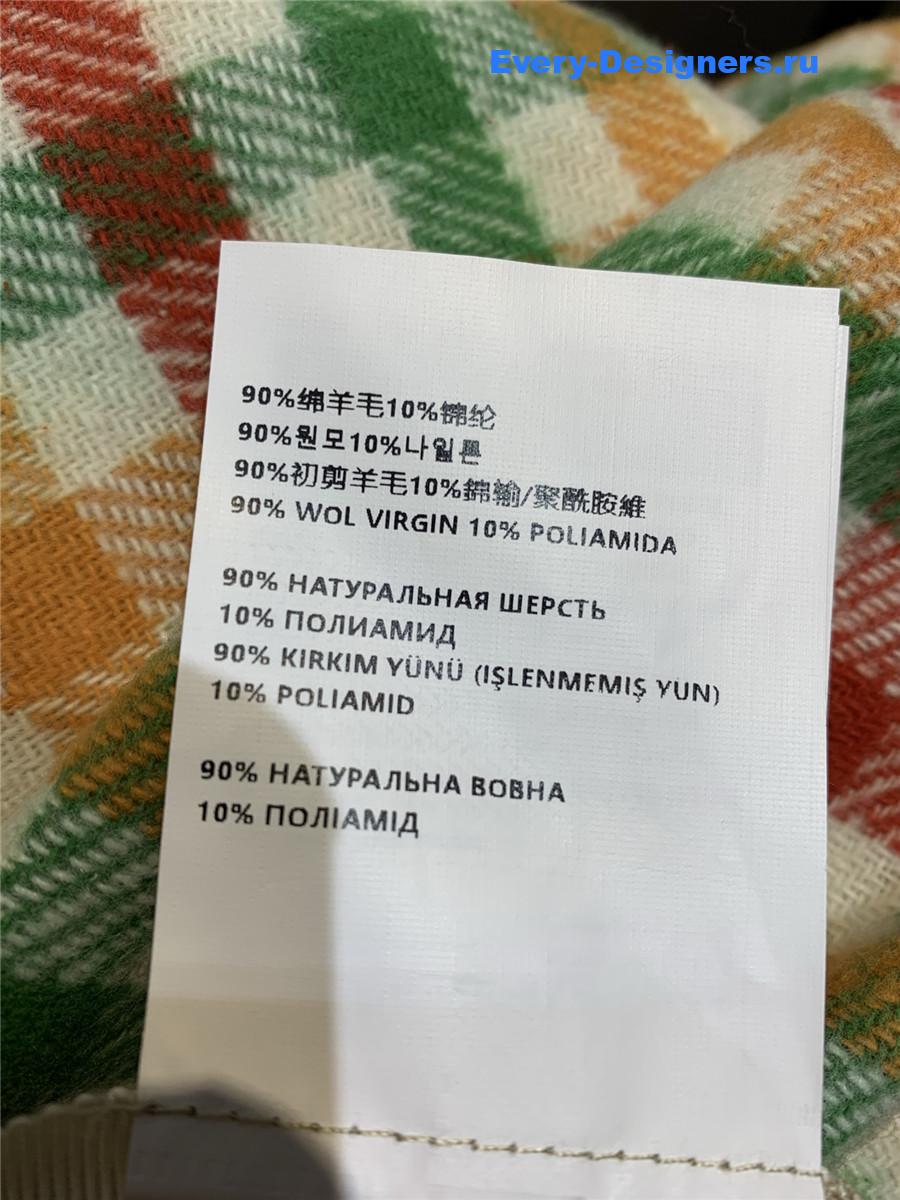 Every-Designers.ru
90%绵羊毛10%锦纶
90%원모10%나일론
90%初剪羊毛10%錦輸/聚酰胺維
90% WOL VIRGIN 10% POLIAMIDA
90% НАТУРАЛЬНАЯ ШЕРСТЬ
10% ПОЛИАМИД
90% KIRKIM YÜNÜ (IŞLENMEMIŞ YUN)
10% POLIAMID
90% НАТУРАЛЬНА ВОВНА
10% ПОЛІАМІД